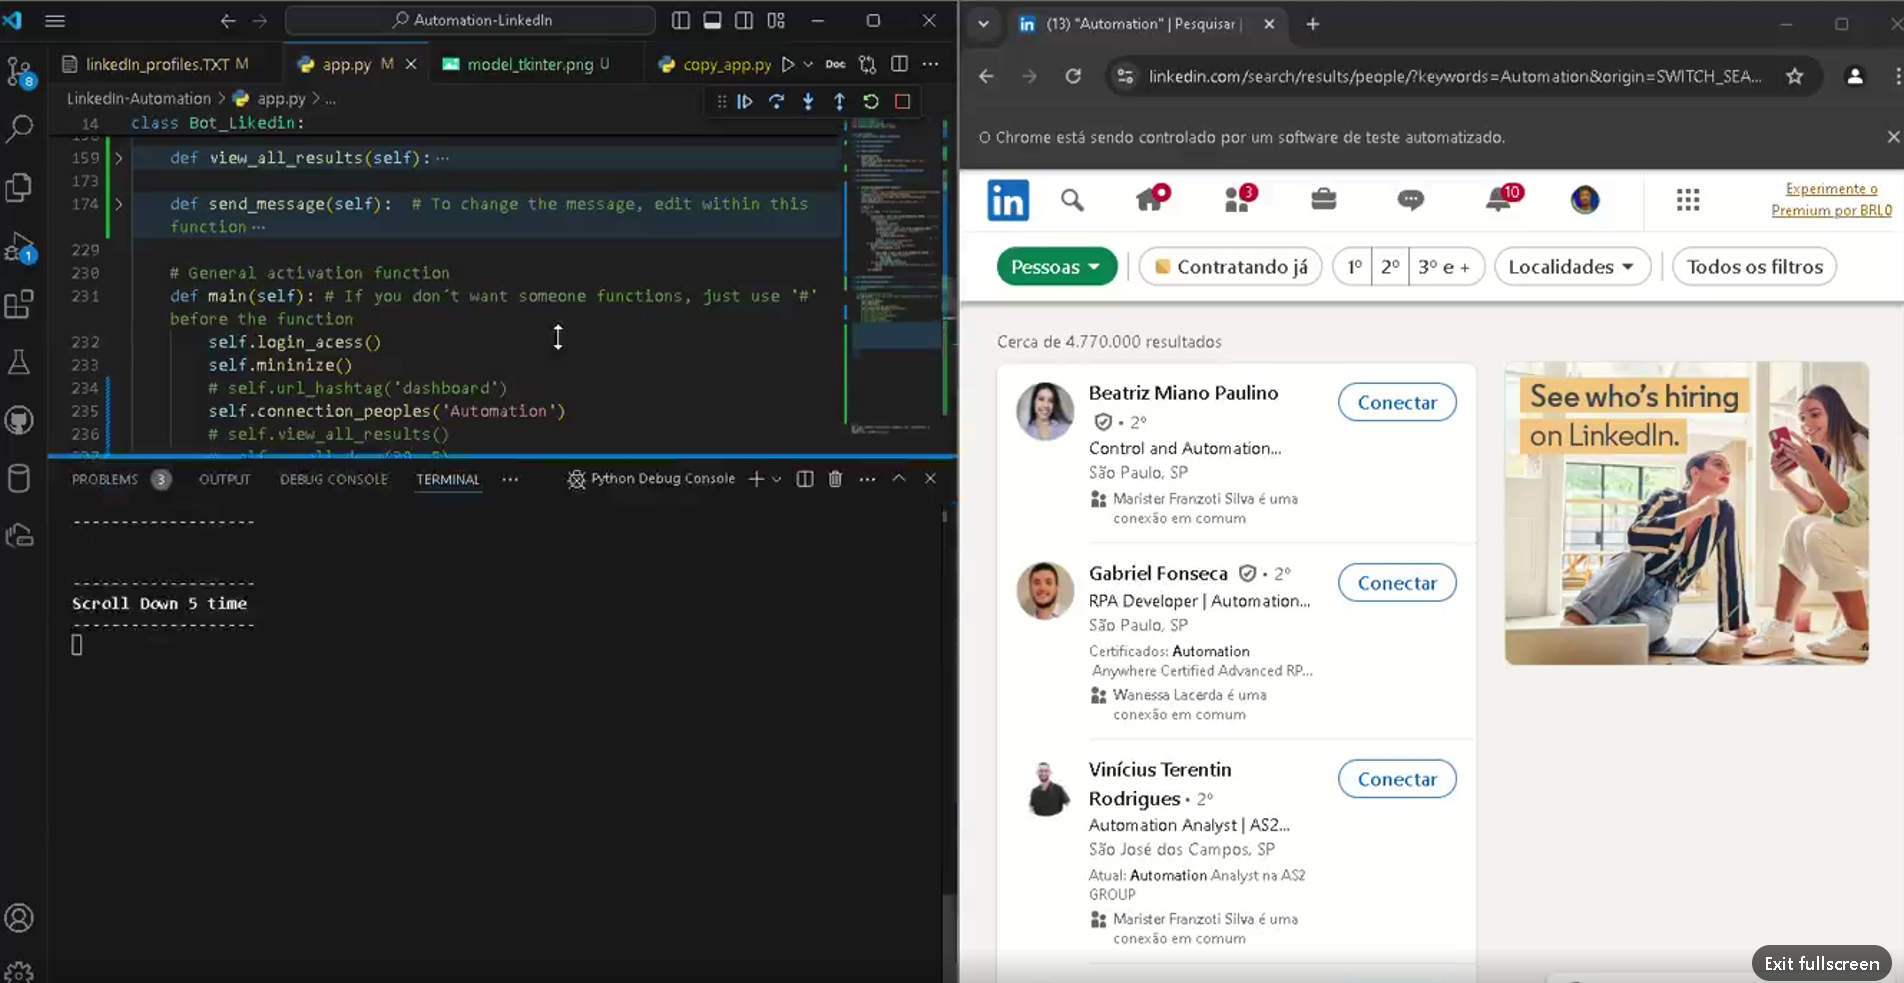 Automation-LinkedIn
linkedIn_profiles.TXT M
app.py M
model_tkinter.png U
copy_app.py
Doc
LinkedIn-Automation > app.py > ...
14 class Bot_Likedin:
159 def view_all_results(self):...
173
174 def send_message(self): # To change the message, edit within this
function ...
229
230 # General activation function
231 def main(self): # If you don´t want someone functions, just use '#'
before the function
232 self.login_acess()
233 self.mininize()
234 # self.url_hashtag('dashboard')
235 self.connection_peoples('Automation')
236 # self.view_all_results()
PROBLEMS 3 OUTPUT DEBUG CONSOLE TERMINAL ... Python Debug Console
--------------------
--------------------
Scroll Down 5 time
--------------------
8
1
in (13) "Automation" | Pesquisar |
linkedin.com/search/results/people/?keywords=Automation&origin=SWITCH_SEA...
O Chrome está sendo controlado por um software de teste automatizado.
in
3
10
Experimente o
Premium por BRL0
Pessoas
Contratando já
1º 2º 3º e +
Localidades
Todos os filtros
Cerca de 4.770.000 resultados
Beatriz Miano Paulino
• 2º
Conectar
Control and Automation...
São Paulo, SP
Marister Franzoti Silva é uma
conexão em comum
Gabriel Fonseca • 2º
Conectar
RPA Developer | Automation...
São Paulo, SP
Certificados: Automation
Anywhere Certified Advanced RP...
Wanessa Lacerda é uma
conexão em comum
Vinícius Terentin
Rodrigues • 2º
Conectar
Automation Analyst | AS2...
São José dos Campos, SP
Atual: Automation Analyst na AS2
GROUP
Marister Franzoti Silva é uma
conexão em comum
See who's hiring
on LinkedIn.
Exit fullscreen